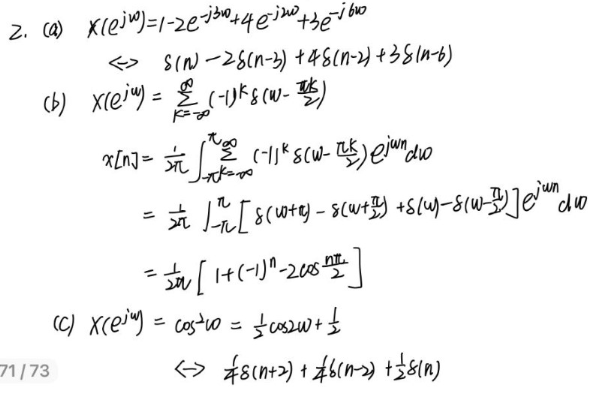 2. (a) X(e^{jω})=1-2e^{-j3ω}+4e^{j2ω}+3e^{-j6ω}
<-> δ(n)-2δ(n-3)+4δ(n-2)+3δ(n-6)
(b) X(e^{jω}) = ∑_{k=-∞}^{∞} (-1)^k δ(ω-πk/2)
x[n] = 1/2π ∫_{-π}^{π} ∑_{k=-∞}^{∞} (-1)^k δ(ω-πk/2) e^{jωn} dω
= 1/2π ∫_{-π}^{π} [δ(ω+π)-δ(ω+π/2)+δ(ω)-δ(ω-π/2)] e^{jωn} dω
= 1/2π [1+(-1)^n-2cos nπ/2]
(c) X(e^{jω}) = cos²ω = 1/2 cos2ω + 1/2
<-> 1/4 δ(n+2) + 1/4 δ(n-2) + 1/2 δ(n)
71 / 73